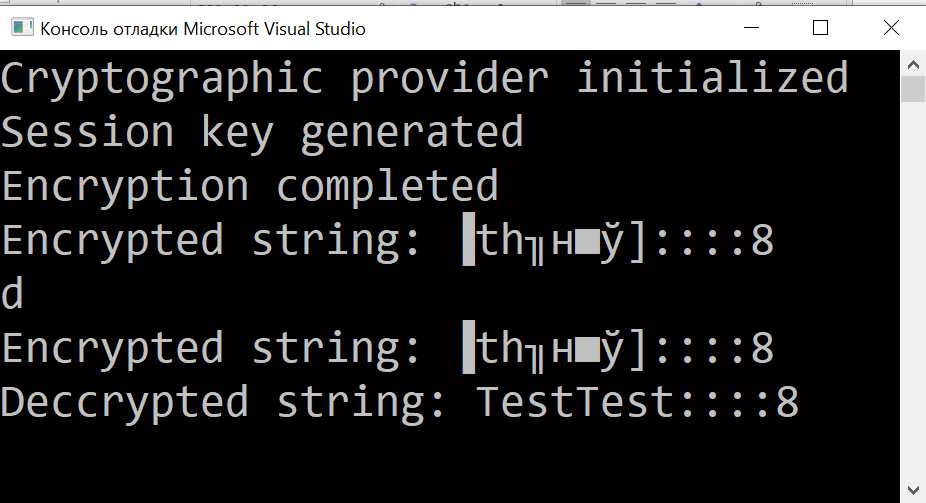 Консоль отладки Microsoft Visual Studio
Cryptographic provider initialized
Session key generated
Encryption completed
Encrypted string: ▐th╖н■ў]::::8
d
Encrypted string: ▐th╖н■ў]::::8
Deccrypted string: TestTest::::8